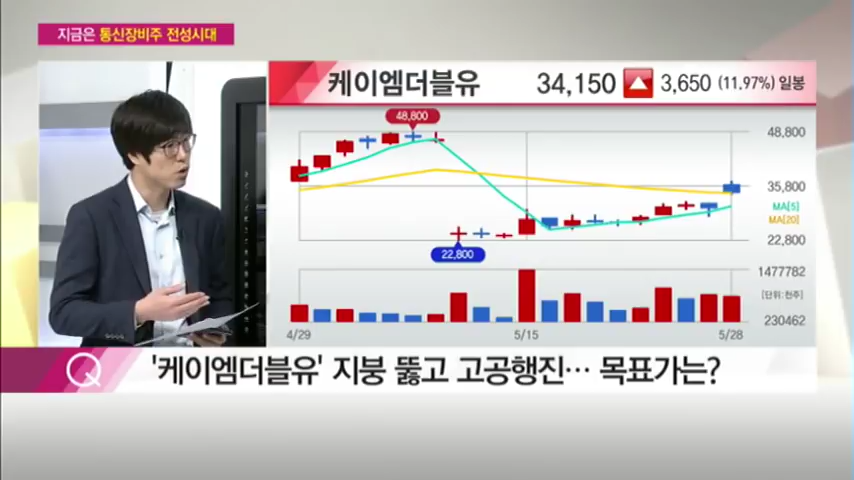 지금은 통신장비주 전성시대
케이엠더블유 34,150 3,650 (11.97%) 일봉
48,800
48,800
35,800
MA[5]
MA[20]
22,800
22,800
1477782
[단위:천주]
230462
4/29 5/15 5/28
Q '케이엠더블유' 지붕 뚫고 고공행진… 목표가는?